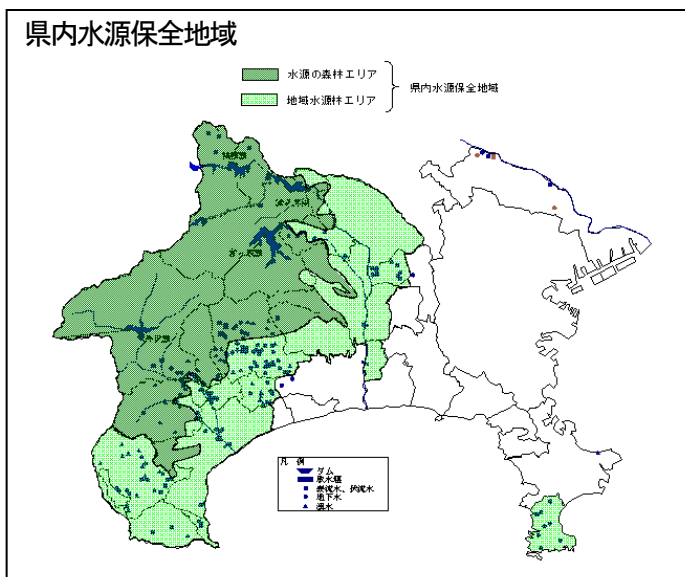 県内水源保全地域
水源の森林エリア
地域水源林エリア
県内水源保全地域
凡 例
ダム
取水堰
表流水、伏流水
地下水
湧水